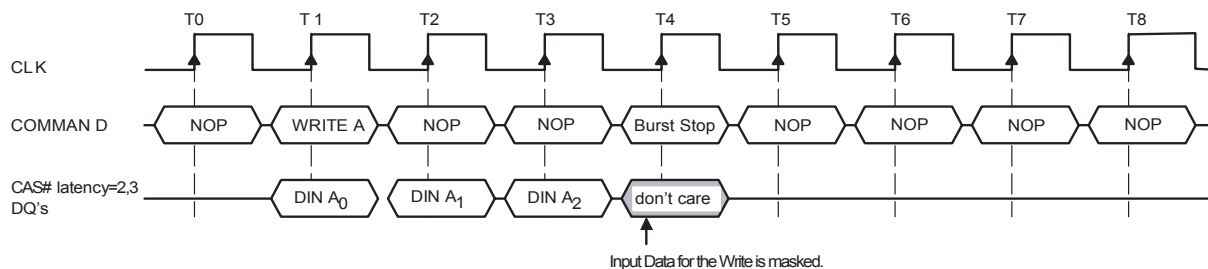 T0 T 1 T2 T3 T4 T5 T6 T7 T8
CLK
COMMAN D NOP WRITE A NOP NOP Burst Stop NOP NOP NOP NOP
CAS# latency=2,3
DQ's DIN A0 DIN A1 DIN A2 don't care
Input Data for the Write is masked.